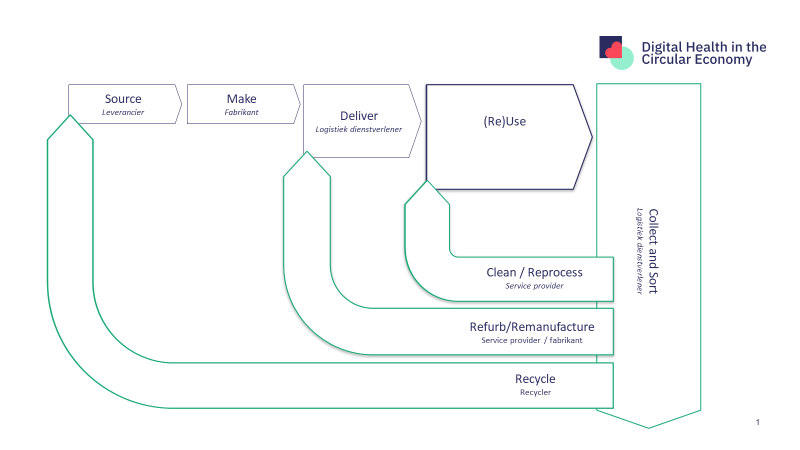 Digital Health in the
Circular Economy
Source
Leverancier
Make
Fabrikant
Deliver
Logistiek dienstverlener
(Re)Use
Collect and Sort
Logistiek dienstverlener
Clean / Reprocess
Service provider
Refurb/Remanufacture
Service provider / fabrikant
Recycle
Recycler
1